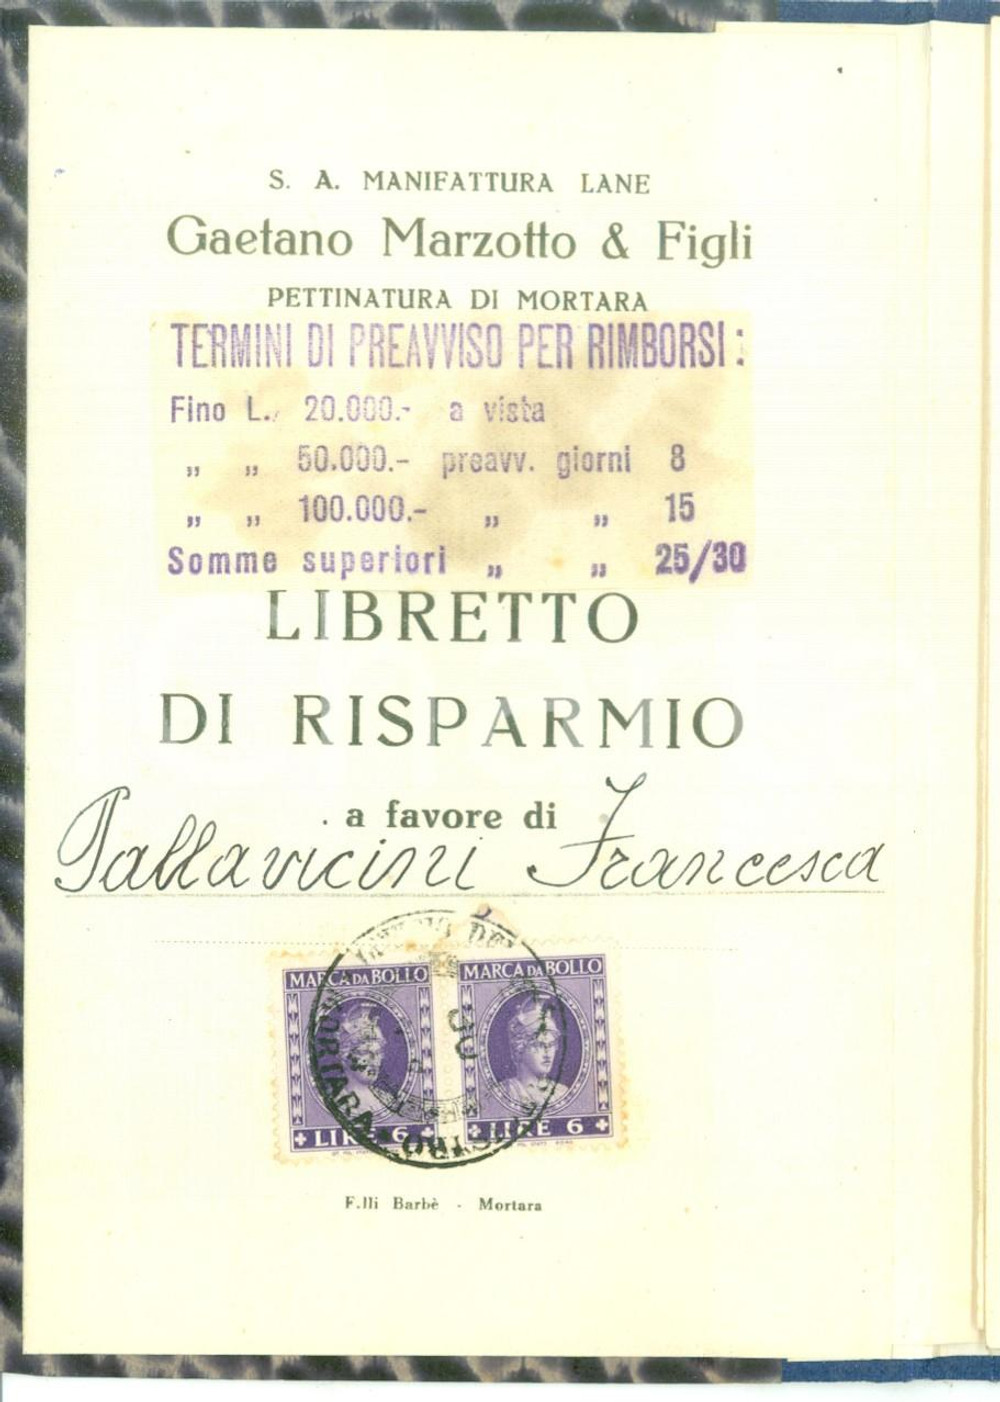 S. A. MANIFATTURA LANE
Gaetano Marzotto & Figli
PETTINATURA DI MORTARA
TERMINI DI PREAVVISO PER RIMBORSI :
Fino L. 20.000.- a vista
„ „ 50.000.- preavv. giorni 8
„ „ 100.000.- „ „ 15
Somme superiori „ „ 25/30
LIBRETTO
DI RISPARMIO
a favore di
Pallavicini Francesca
MARCA DA BOLLO MARCA DA BOLLO
MORTARA
LIRE 6 LIRE 6
F.lli Barbè - Mortara